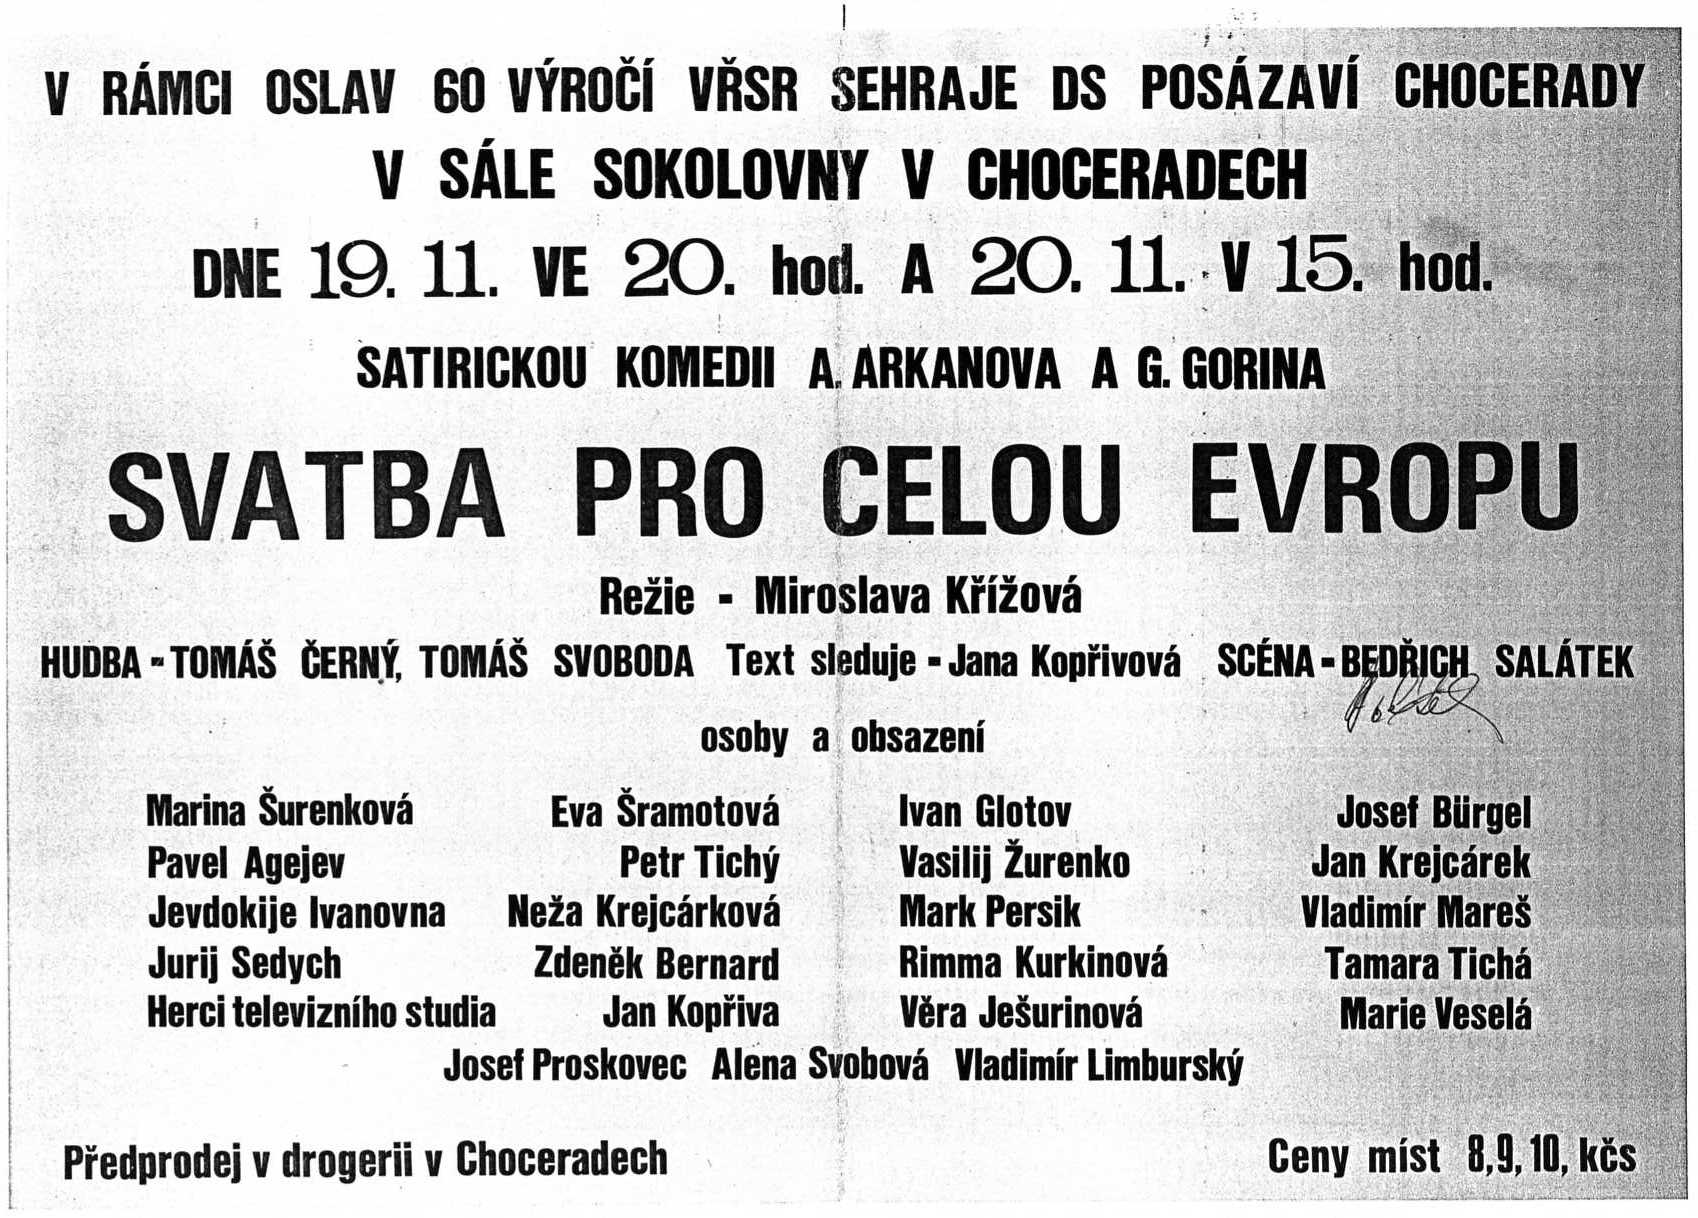 V RÁMCI OSLAV 60 VÝROČÍ VŘSR SEHRAJE DS POSÁZAVÍ CHOCERADY
V SÁLE SOKOLOVNY V CHOCERADECH
DNE 19. 11. VE 20. hod. A 20. 11. V 15. hod.
SATIRICKOU KOMEDII A. ARKANOVA A G. GORINA
SVATBA PRO CELOU EVROPU
Režie - Miroslava Křížová
HUDBA - TOMÁŠ ČERNÝ, TOMÁŠ SVOBODA Text sleduje - Jana Kopřivová SCÉNA - BEDŘICH SALÁTEK
osoby a obsazení
Marina Šurenková Eva Šramotová Ivan Glotov Josef Bürgel
Pavel Agejev Petr Tichý Vasilij Žurenko Jan Krejcárek
Jevdokije Ivanovna Neža Krejcárková Mark Persik Vladimír Mareš
Jurij Sedych Zdeněk Bernard Rimma Kurkinová Tamara Tichá
Herci televizního studia Jan Kopřiva Věra Ješurinová Marie Veselá
Josef Proskovec Alena Svobová Vladimír Limburský
Předprodej v drogerii v Choceradech Ceny míst 8,9,10, kčs